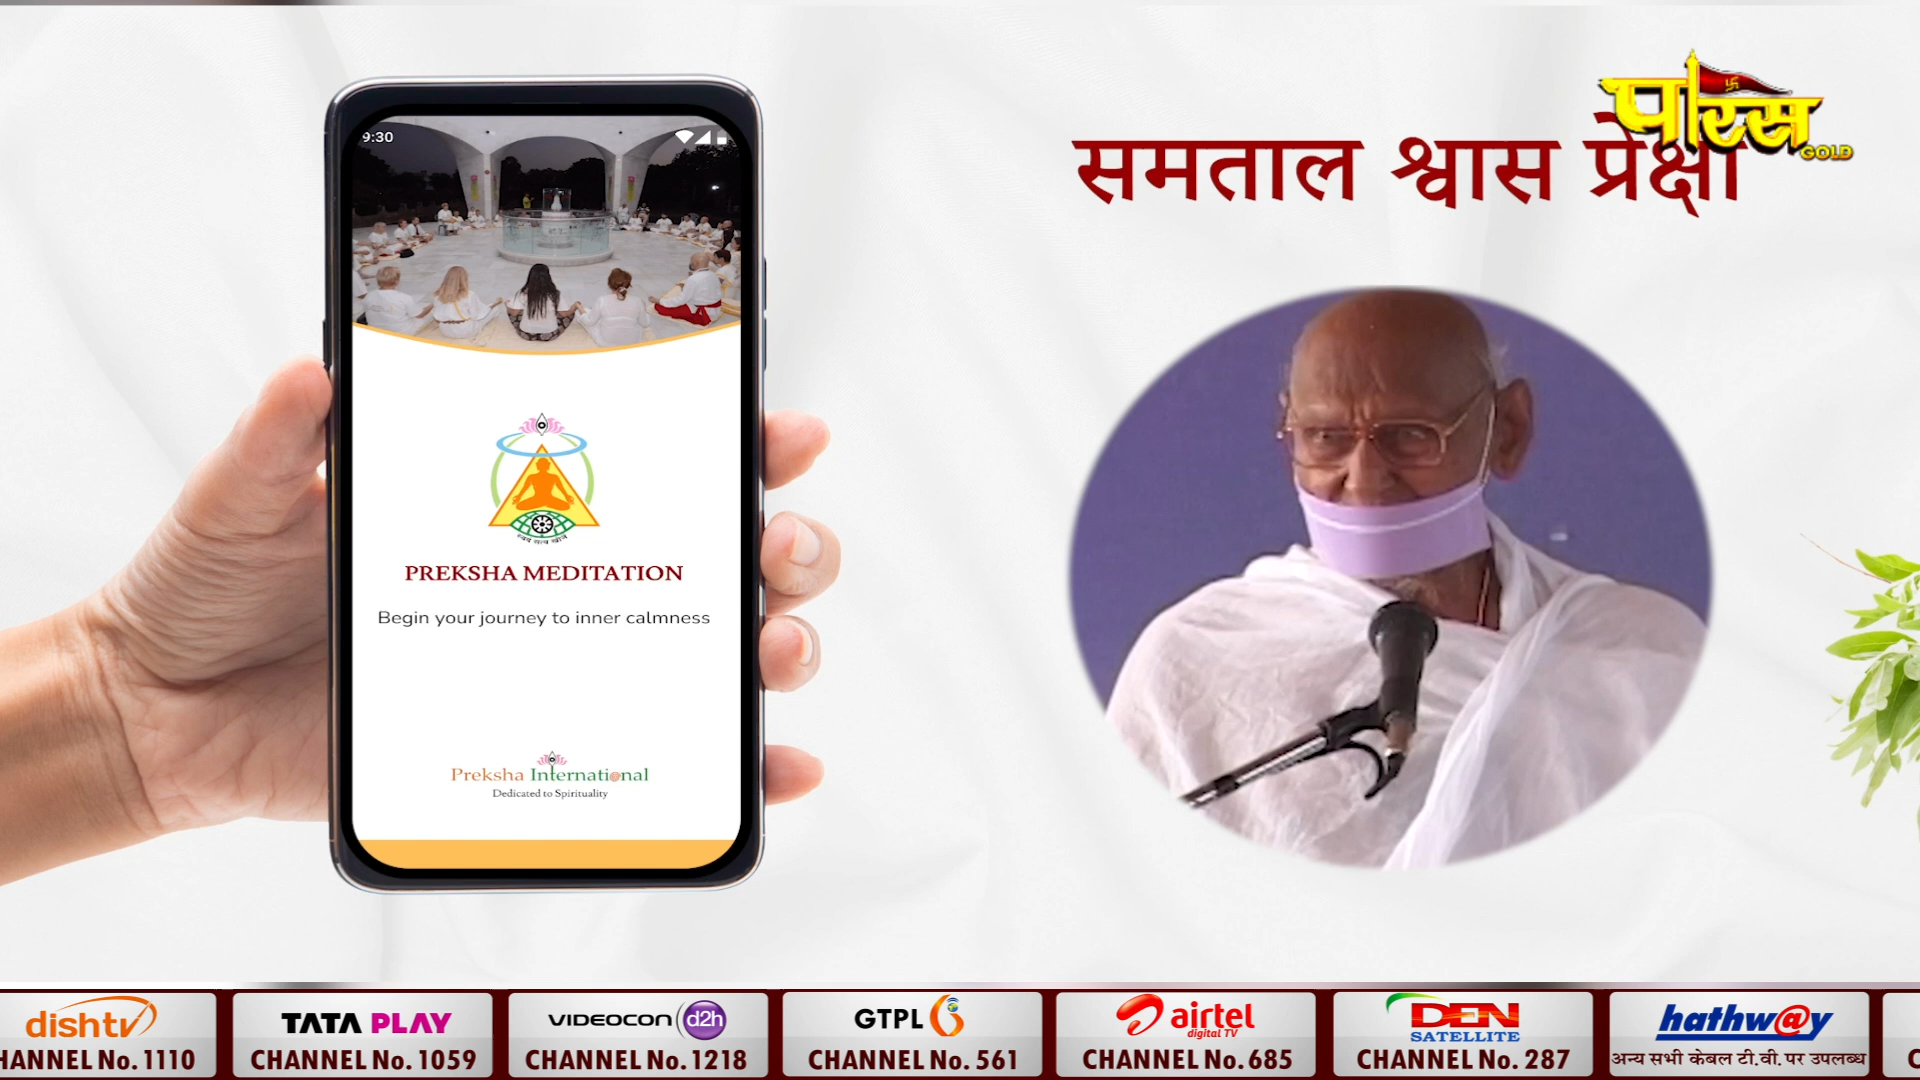 9:30
पारस
GOLD
समताल श्वास प्रेक्षा
PREKSHA MEDITATION
Begin your journey to inner calmness
Preksha International
Dedicated to Spirituality
dishtv
HANNEL No. 1110
TATA PLAY
CHANNEL No. 1059
VIDEOCON d2h
CHANNEL No. 1218
GTPL
CHANNEL No. 561
airtel
digital TV
CHANNEL No. 685
DEN
SATELLITE
CHANNEL No. 287
hathw@y
अन्य सभी केबल टी.वी. पर उपलब्ध
C